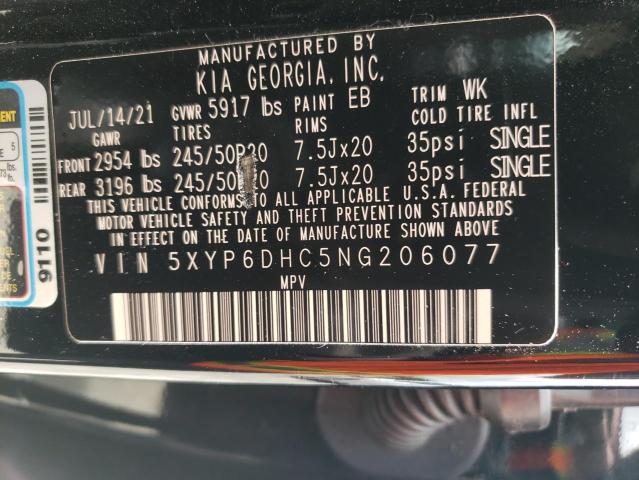 MANUFACTURED BY
KIA GEORGIA, INC.
JUL/14/21 GVWR 5917 lbs PAINT EB TRIM WK
GAWR TIRES RIMS COLD TIRE INFL
FRONT 2954 lbs 245/50R20 7.5Jx20 35psi SINGLE
REAR 3196 lbs 7.5Jx20 35psi SINGLE
THIS VEHICLE CONFORMS TO ALL APPLICABLE U.S.A. FEDERAL
MOTOR VEHICLE SAFETY AND THEFT PREVENTION STANDARDS
IN EFFECT ON THE DATE OF MANUFACTURE SHOWN ABOVE.
VIN 5XYP6DHC5NG206077
MPV
9110
5
lbs.